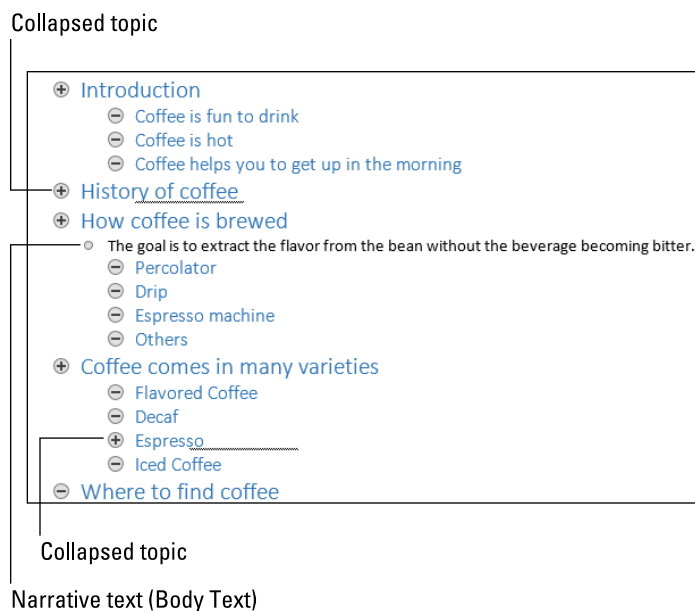 Collapsed topic
Introduction
Coffee is fun to drink
Coffee is hot
Coffee helps you to get up in the morning
History of coffee
How coffee is brewed
The goal is to extract the flavor from the bean without the beverage becoming bitter.
Percolator
Drip
Espresso machine
Others
Coffee comes in many varieties
Flavored Coffee
Decaf
Espresso
Iced Coffee
Where to find coffee
Collapsed topic
Narrative text (Body Text)